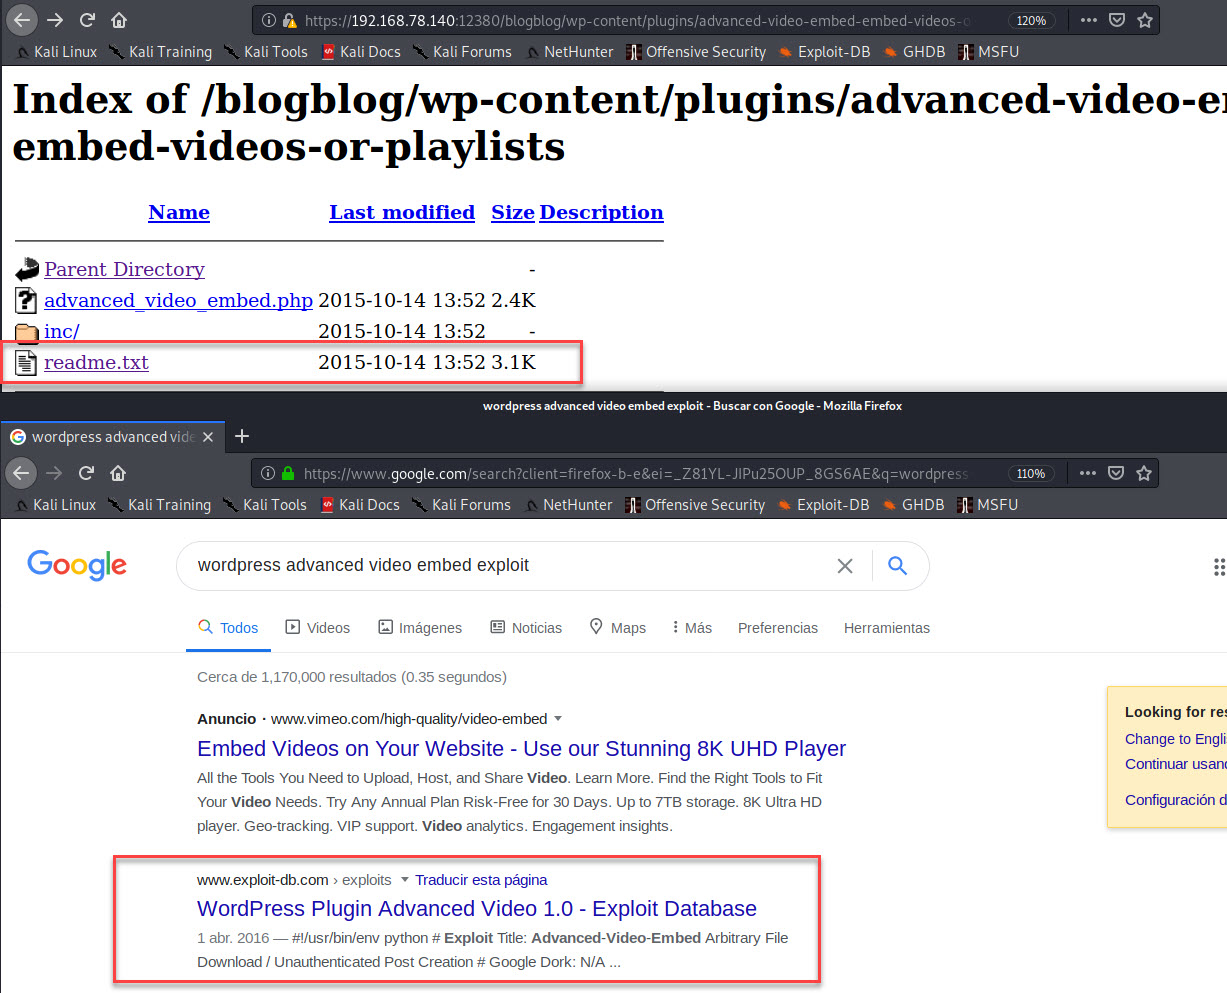 https://192.168.78.140:12380/blogblog/wp-content/plugins/advanced-video-embed-embed-videos-o 120%
Kali Linux Kali Training Kali Tools Kali Docs Kali Forums NetHunter Offensive Security Exploit-DB GHDB MSFU
Index of /blogblog/wp-content/plugins/advanced-video-em
embed-videos-or-playlists
Name Last modified Size Description
Parent Directory -
advanced_video_embed.php 2015-10-14 13:52 2.4K
inc/ 2015-10-14 13:52 -
readme.txt 2015-10-14 13:52 3.1K
wordpress advanced video embed exploit - Buscar con Google - Mozilla Firefox
wordpress advanced vide
https://www.google.com/search?client=firefox-b-e&ei=_Z81YL-JIPu25OUP_8GS6AE&q=wordpress 110%
Kali Linux Kali Training Kali Tools Kali Docs Kali Forums NetHunter Offensive Security Exploit-DB GHDB MSFU
Google
wordpress advanced video embed exploit
Todos Videos Imágenes Noticias Maps Más Preferencias Herramientas
Cerca de 1,170,000 resultados (0.35 segundos)
Anuncio · www.vimeo.com/high-quality/video-embed
Embed Videos on Your Website - Use our Stunning 8K UHD Player
All the Tools You Need to Upload, Host, and Share Video. Learn More. Find the Right Tools to Fit
Your Video Needs. Try Any Annual Plan Risk-Free for 30 Days. Up to 7TB storage. 8K Ultra HD
player. Geo-tracking. VIP support. Video analytics. Engagement insights.
Looking for res
Change to Engli
Continuar usand
Configuración d
www.exploit-db.com › exploits Traducir esta página
WordPress Plugin Advanced Video 1.0 - Exploit Database
1 abr. 2016 — #!/usr/bin/env python # Exploit Title: Advanced-Video-Embed Arbitrary File
Download / Unauthenticated Post Creation # Google Dork: N/A ...